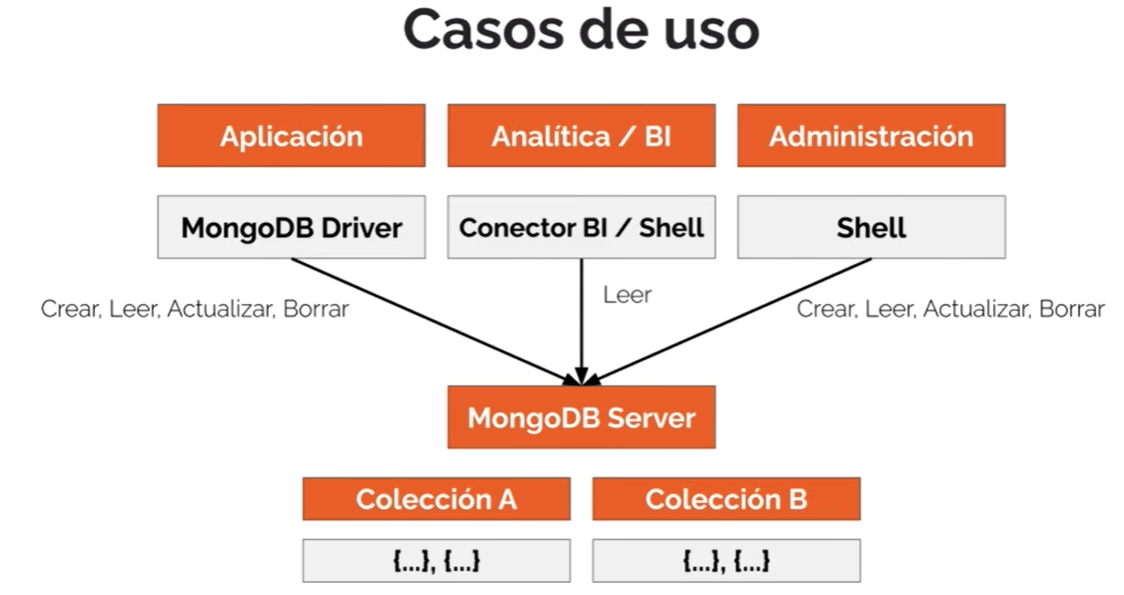 Casos de uso
Aplicación
Analítica / BI
Administración
MongoDB Driver
Conector BI / Shell
Shell
Crear, Leer, Actualizar, Borrar
Leer
Crear, Leer, Actualizar, Borrar
MongoDB Server
Colección A
Colección B
{...}, {...}
{...}, {...}